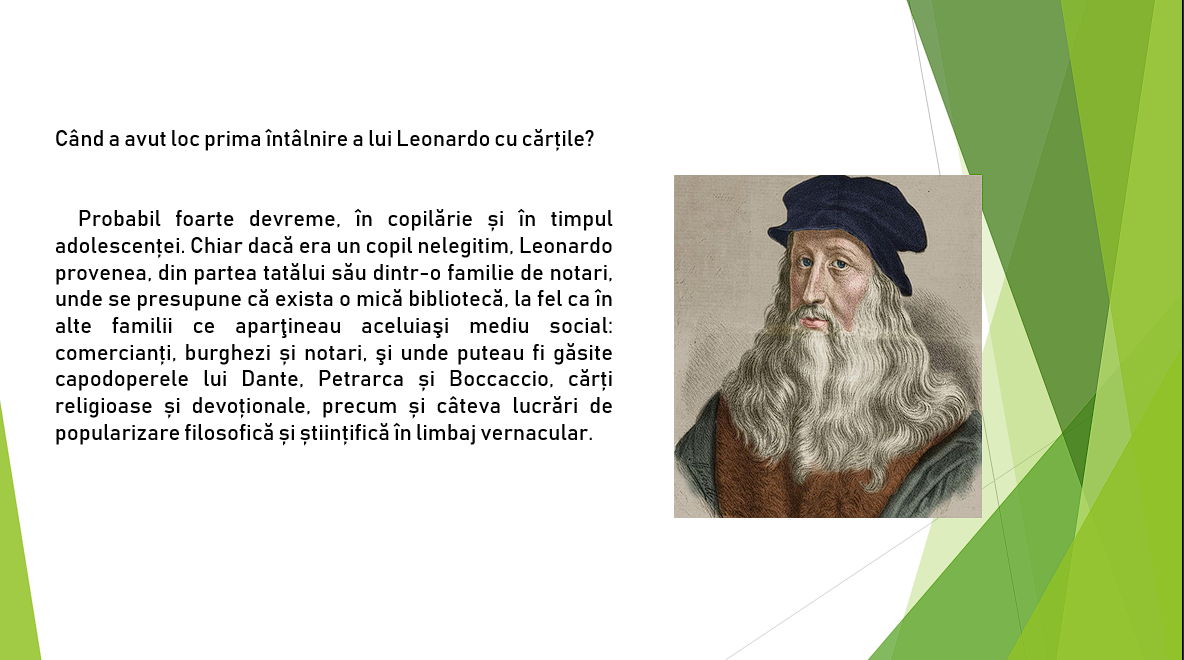 Când a avut loc prima întâlnire a lui Leonardo cu cărțile?
Probabil foarte devreme, în copilărie și în timpul
adolescenței. Chiar dacă era un copil nelegitim, Leonardo
provenea, din partea tatălui său dintr-o familie de notari,
unde se presupune că exista o mică bibliotecă, la fel ca în
alte familii ce aparţineau aceluiaşi mediu social:
comercianți, burghezi și notari, şi unde puteau fi găsite
capodoperele lui Dante, Petrarca și Boccaccio, cărți
religioase și devoționale, precum și câteva lucrări de
popularizare filosofică și științifică în limbaj vernacular.